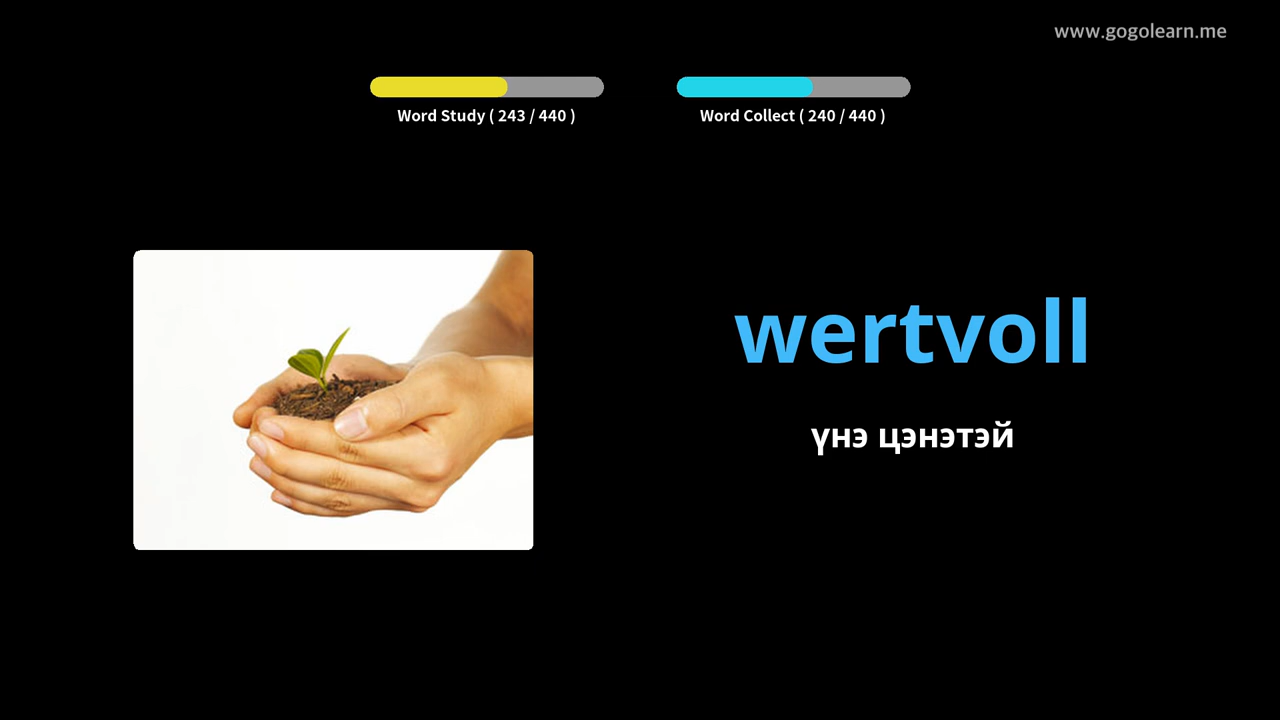 www.gogolearn.me
Word Study ( 243 / 440 )
Word Collect ( 240 / 440 )
wertvoll
үнэ цэнэтэй